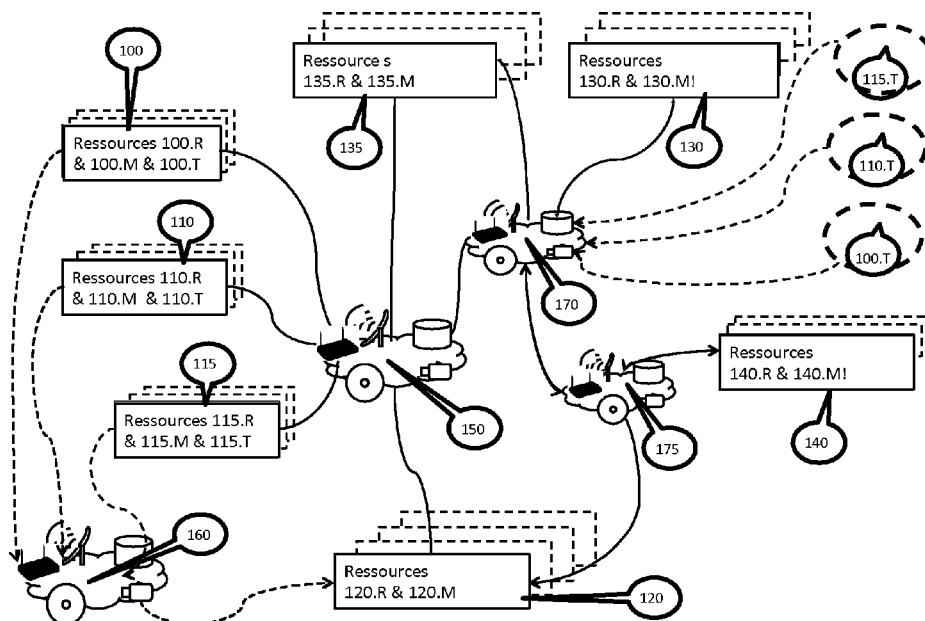 100
Ressource s
135.R & 135.M
Ressources
130.R & 130.M!
115.T
135
130
Ressources 100.R
& 100.M & 100.T
110.T
110
Ressources 110.R
& 110.M & 110.T
100.T
170
115
Ressources
140.R & 140.M!
Ressources 115.R
& 115.M & 115.T
150
175
140
160
Ressources
120.R & 120.M
120